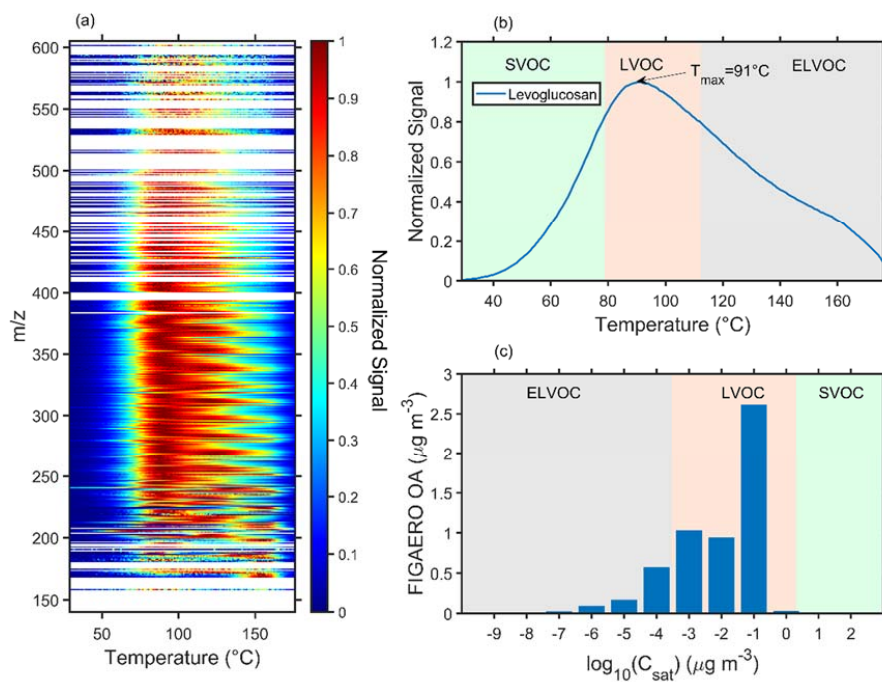 (a)
600
550
500
450
400
350
300
250
200
150
m/z
50 100 150
Temperature (°C)
1
0.9
0.8
0.7
0.6
0.5
0.4
0.3
0.2
0.1
0
Normalized Signal
(b)
1.4
1.2
1
0.8
0.6
0.4
0.2
0
Normalized Signal
SVOC LVOC ELVOC
T_max=91°C
Levoglucosan
40 60 80 100 120 140 160
Temperature (°C)
(c)
3
2.5
2
1.5
1
0.5
0
FIGAERO OA (µg m⁻³)
ELVOC LVOC SVOC
-9 -8 -7 -6 -5 -4 -3 -2 -1 0 1 2
log₁₀(C_sat) (µg m⁻³)